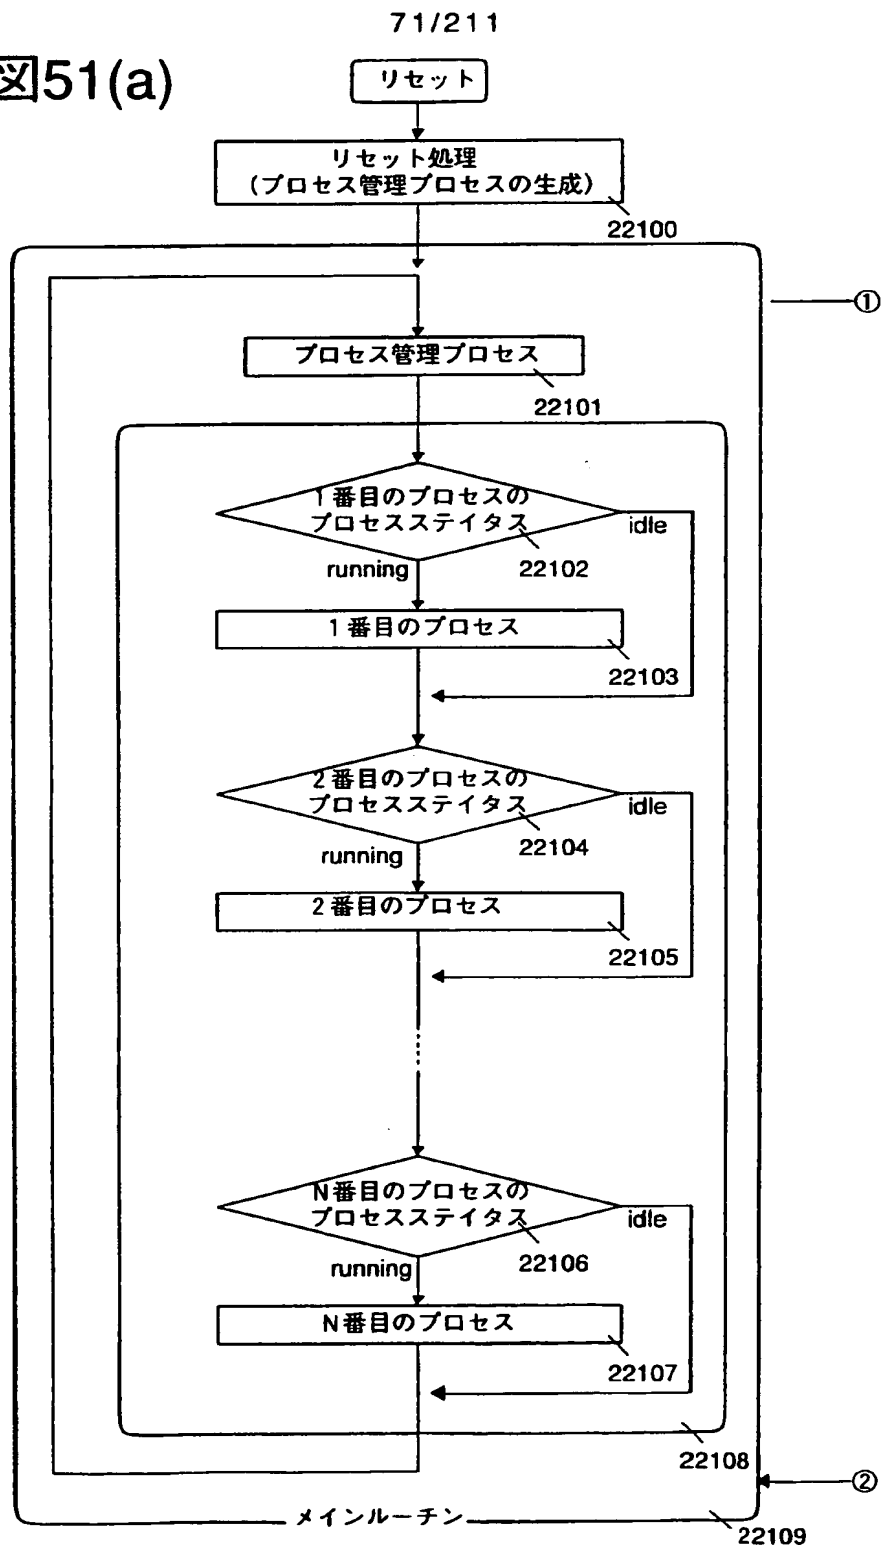 71/211
図51(a)
リセット
リセット処理
(プロセス管理プロセスの生成)
22100
①
プロセス管理プロセス
22101
1番目のプロセスの
プロセスステイタス
idle
running
22102
1番目のプロセス
22103
2番目のプロセスの
プロセスステイタス
idle
22104
running
2番目のプロセス
22105
N番目のプロセスの
プロセスステイタス
idle
22106
running
N番目のプロセス
22107
22108
②
メインルーチン
22109